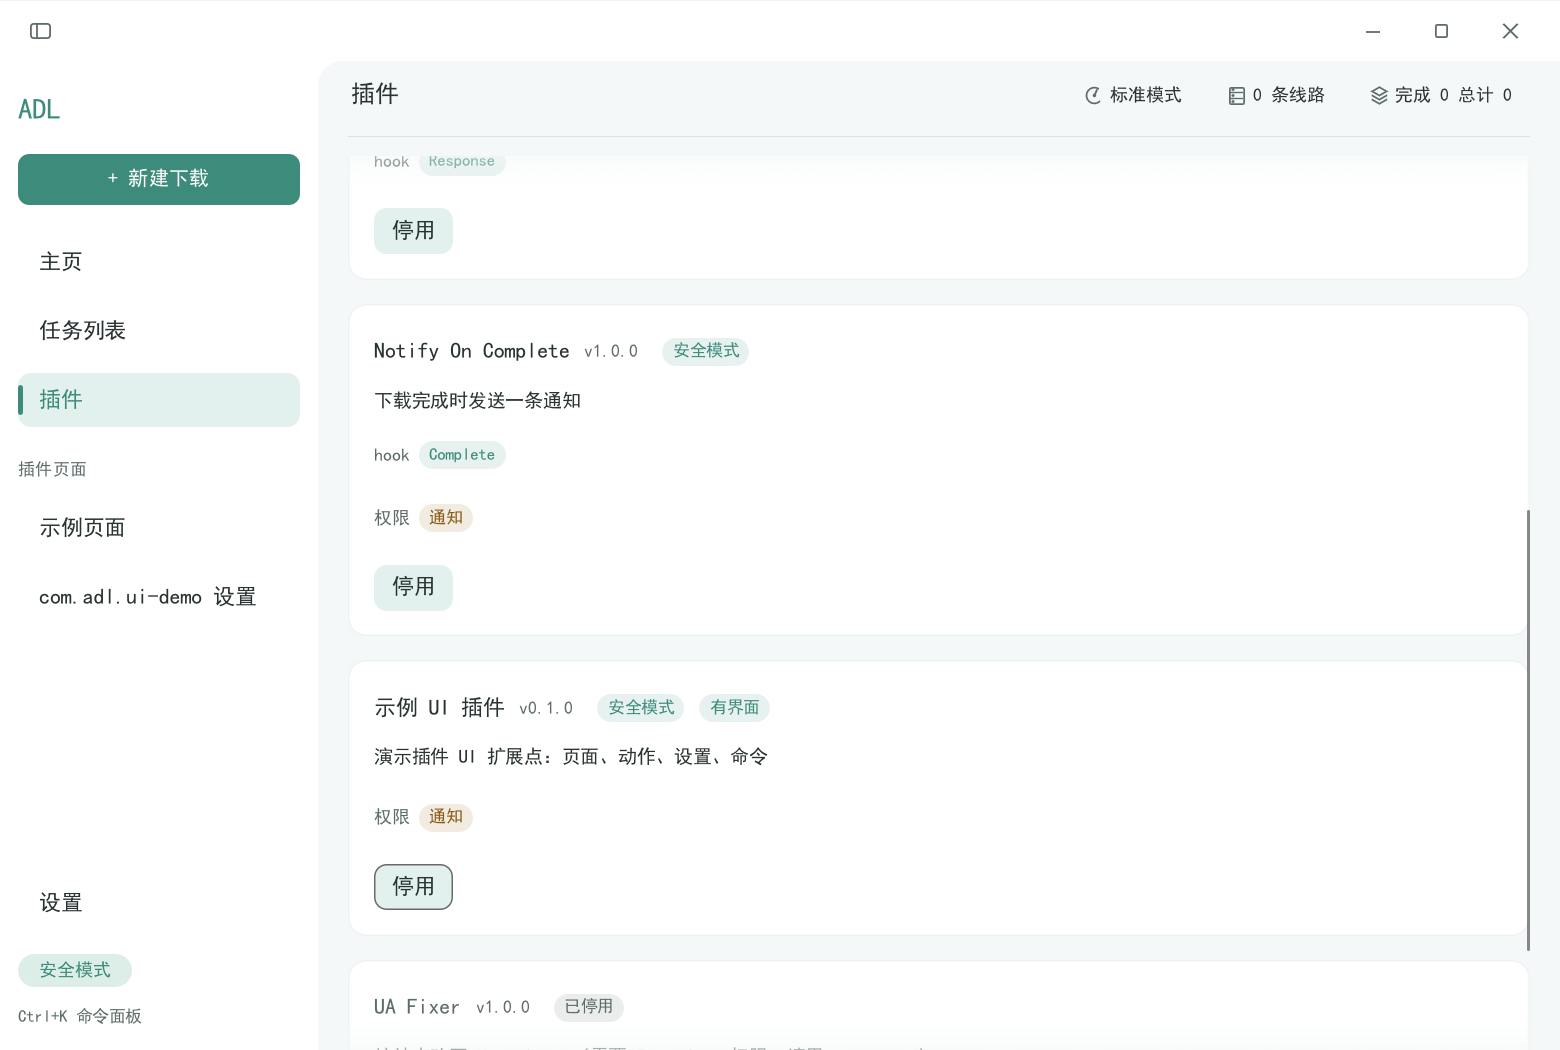 ADL
+ 新建下载
主页
任务列表
插件
插件页面
示例页面
com.adl.ui-demo 设置
设置
安全模式
Ctrl+K 命令面板
插件
标准模式
0 条线路
完成 0 总计 0
hook Response
停用
Notify On Complete v1.0.0 安全模式
下载完成时发送一条通知
hook Complete
权限 通知
停用
示例 UI 插件 v0.1.0 安全模式 有界面
演示插件 UI 扩展点：页面、动作、设置、命令
权限 通知
停用
UA Fixer v1.0.0 已停用